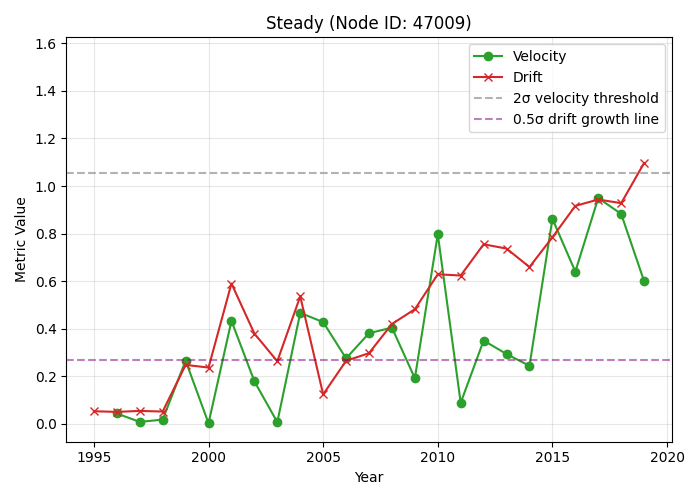 Steady (Node ID: 47009)
Velocity
Drift
2σ velocity threshold
0.5σ drift growth line
Metric Value
1.6
1.4
1.2
1.0
0.8
0.6
0.4
0.2
0.0
1995
2000
2005
2010
2015
2020
Year